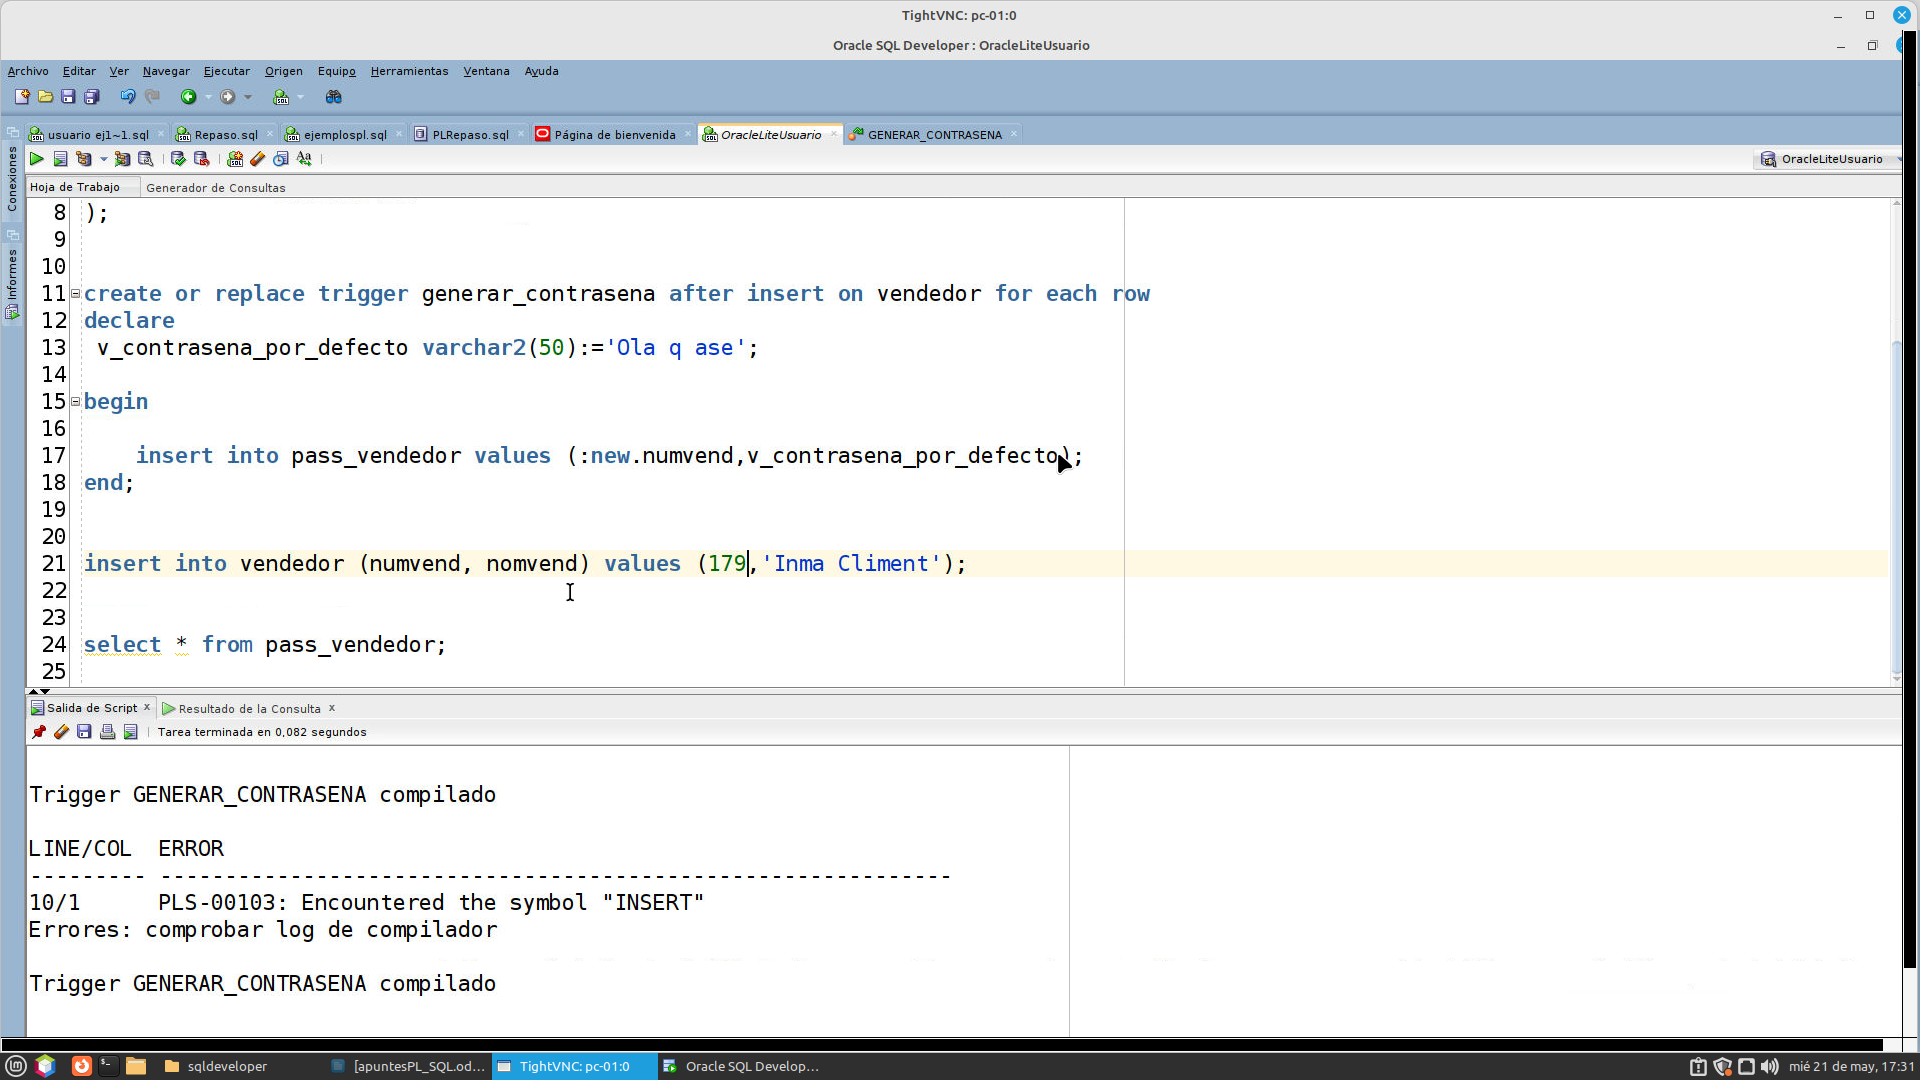 TightVNC: pc-01:0
Oracle SQL Developer : OracleLiteUsuario
Archivo Editar Ver Navegar Ejecutar Origen Equipo Herramientas Ventana Ayuda
usuario ej1~1.sql Repaso.sql ejemplospl.sql PLRepaso.sql Página de bienvenida OracleLiteUsuario GENERAR_CONTRASENA
OracleLiteUsuario
Conexiones
Informes
Hoja de Trabajo Generador de Consultas
8 );
9
10
11 create or replace trigger generar_contrasena after insert on vendedor for each row
12 declare
13 v_contrasena_por_defecto varchar2(50):='Ola q ase';
14
15 begin
16
17 insert into pass_vendedor values (:new.numvend,v_contrasena_por_defecto);
18 end;
19
20
21 insert into vendedor (numvend, nomvend) values (179,'Inma Climent');
22
23
24 select * from pass_vendedor;
25
Salida de Script x Resultado de la Consulta x
Tarea terminada en 0,082 segundos
Trigger GENERAR_CONTRASENA compilado
LINE/COL ERROR
--------- -------------------------------------------------------------
10/1 PLS-00103: Encountered the symbol "INSERT"
Errores: comprobar log de compilador
Trigger GENERAR_CONTRASENA compilado
sqldeveloper [apuntesPL_SQL.od... TightVNC: pc-01:0 Oracle SQL Develop... mié 21 de may, 17:31